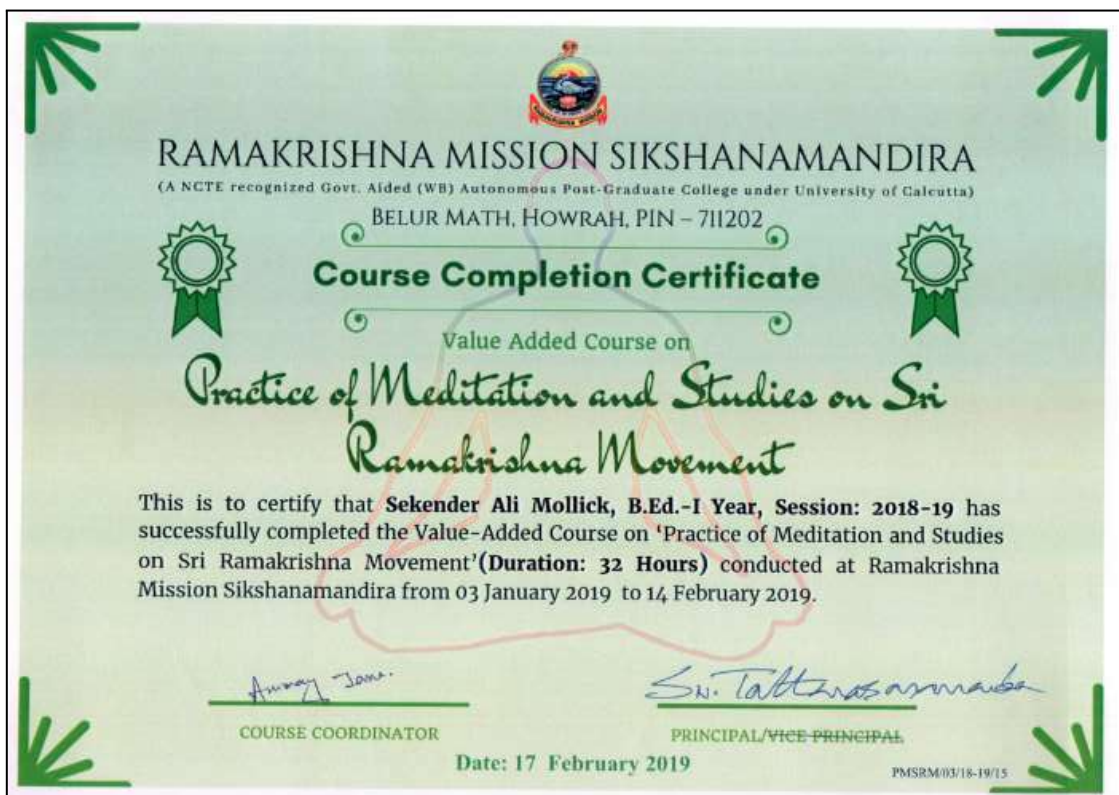 RAMAKRISHNA MISSION SIKSHANAMANDIRA
(A NCTE recognized Govt. Aided (WB) Autonomous Post-Graduate College under University of Calcutta)
BELUR MATH, HOWRAH, PIN – 711202
Course Completion Certificate
Value Added Course on
Practice of Meditation and Studies on Sri
Ramakrishna Movement
This is to certify that Sekender Ali Mollick, B.Ed.-I Year, Session: 2018-19 has
successfully completed the Value-Added Course on ‘Practice of Meditation and Studies
on Sri Ramakrishna Movement’(Duration: 32 Hours) conducted at Ramakrishna
Mission Sikshanamandira from 03 January 2019 to 14 February 2019.
COURSE COORDINATOR
PRINCIPAL/VICE PRINCIPAL
Date: 17 February 2019
PMSRM/03/18-19/15